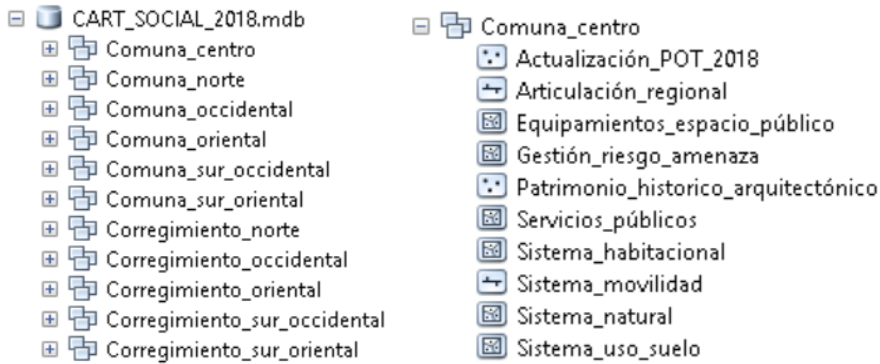 CART_SOCIAL_2018.mdb
Comuna_centro
Comuna_norte
Comuna_occidental
Comuna_oriental
Comuna_sur_occidental
Comuna_sur_oriental
Corregimiento_norte
Corregimiento_occidental
Corregimiento_oriental
Corregimiento_sur_occidental
Corregimiento_sur_oriental
Comuna_centro
Actualización_POT_2018
Articulación_regional
Equipamientos_espacio_público
Gestión_riesgo_amenaza
Patrimonio_historico_arquitectónico
Servicios_públicos
Sistema_habitacional
Sistema_movilidad
Sistema_natural
Sistema_uso_suelo